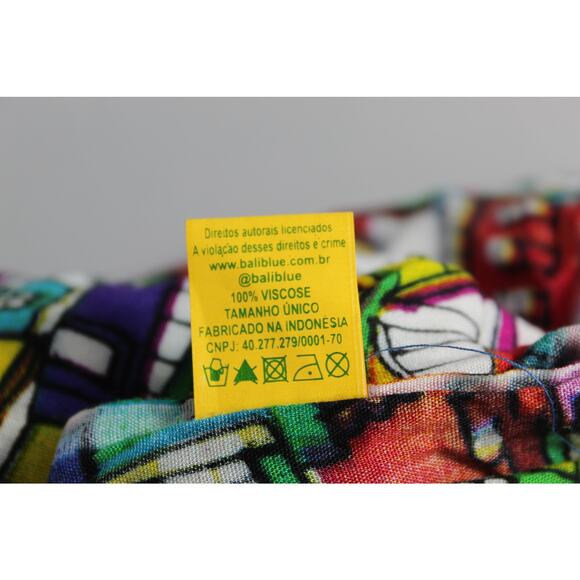 Direitos autorais licenciados
A violação desses direitos e crime
www.baliblue.com.br
@baliblue
100% VISCOSE
TAMANHO ÚNICO
FABRICADO NA INDONÉSIA
CNPJ: 40.277.279/0001-70